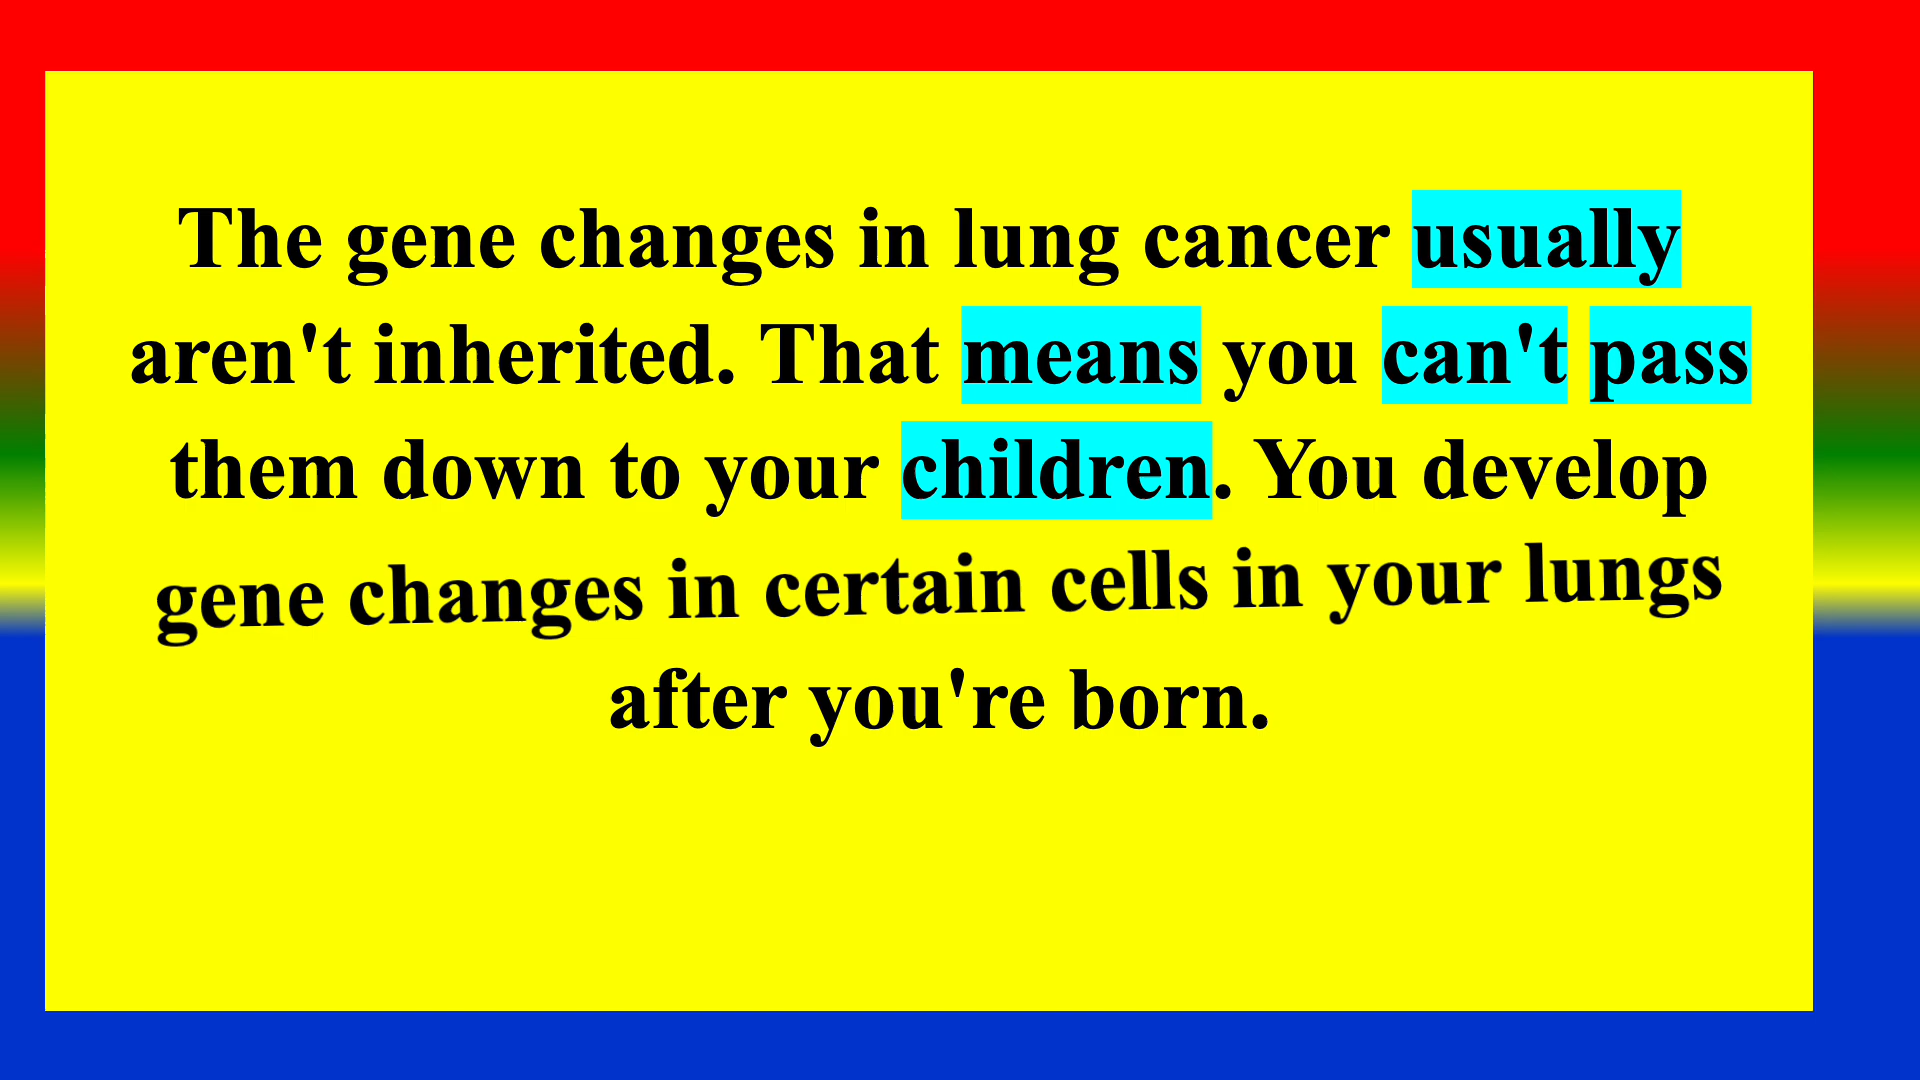 The gene changes in lung cancer usually
aren't inherited. That means you can't pass
them down to your children. You develop
gene changes in certain cells in your lungs
after you're born.